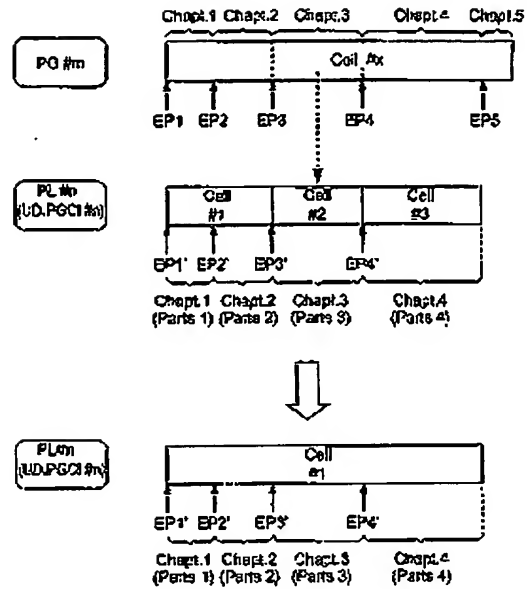 Chapt.1 Chapt.2 Chapt.3 Chapt.4 Chapt.5
PG #m
Cell #x
EP1 EP2 EP3 EP4 EP5
PL #n
(UD_PGCI #n)
Cell
#1
Cell
#2
Cell
#3
EP1' EP2' EP3' EP4'
Chapt.1
(Parts 1)
Chapt.2
(Parts 2)
Chapt.3
(Parts 3)
Chapt.4
(Parts 4)
PL#n
(UD_PGCI #n)
Cell
#1
EP1' EP2' EP3' EP4'
Chapt.1
(Parts 1)
Chapt.2
(Parts 2)
Chapt.3
(Parts 3)
Chapt.4
(Parts 4)